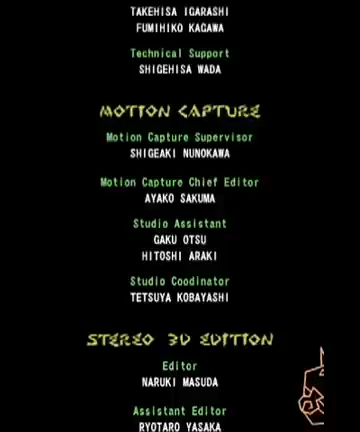 TAKEHISA IGARASHI
FUMIHIKO KAGAWA
Technical Support
SHIGEHISA WADA
MOTION CAPTURE
Motion Capture Supervisor
SHIGEAKI NUNOKAWA
Motion Capture Chief Editor
AYAKO SAKUMA
Studio Assistant
GAKU OTSU
HITOSHI ARAKI
Studio Coodinator
TETSUYA KOBAYASHI
STEREO 3D EDITION
Editor
NARUKI MASUDA
Assistant Editor
RYOTARO YASAKA